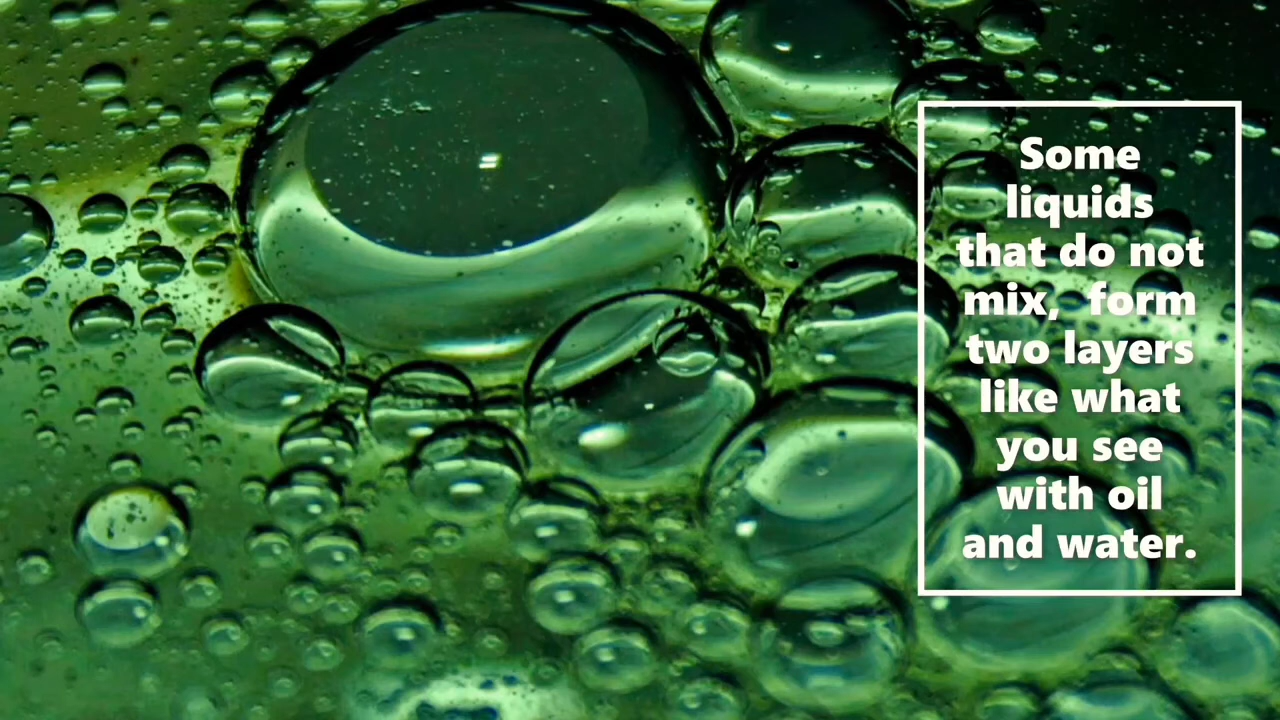 Some
liquids
that do not
mix,  form
two layers
like what
you see
with oil
and water.